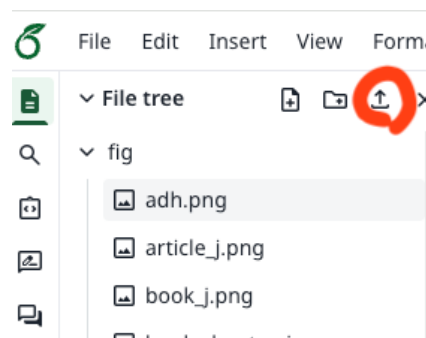 File Edit Insert View Forma
File tree
fig
adh.png
article_j.png
book_j.png